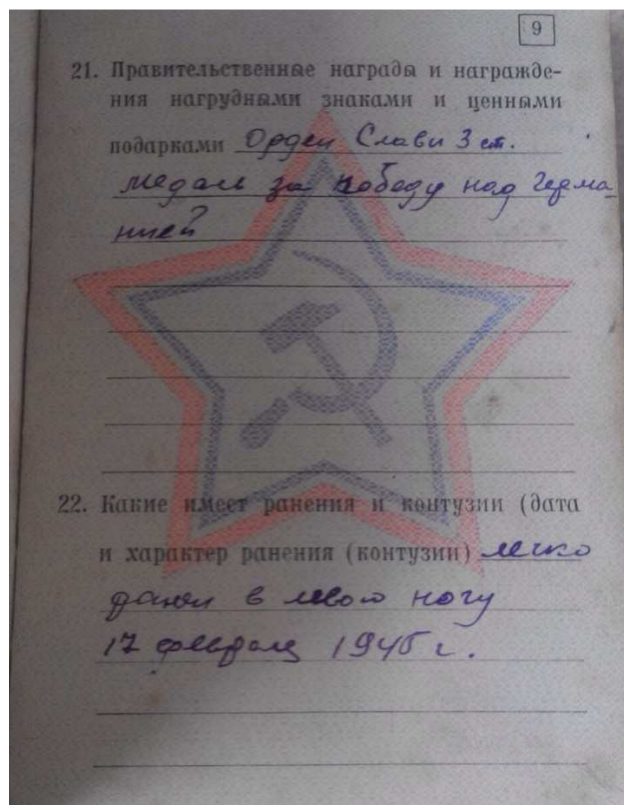 9
21. Правительственные награды и награжде-
ния нагрудными знаками и ценными
подарками Орден Славы 3 ст.
медаль за победу над Герма
нией
22. Какие имеет ранения и контузии (дата
и характер ранения (контузии) легко
ранен в левою ногу
17 февраля 1945 г.